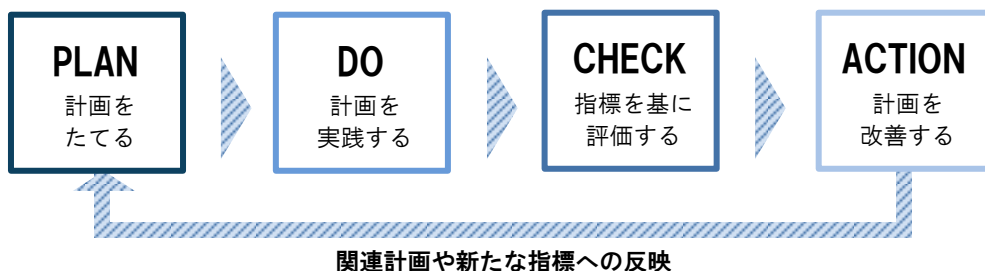 PLAN
計画を
たてる
DO
計画を
実践する
CHECK
指標を基に
評価する
ACTION
計画を
改善する
関連計画や新たな指標への反映